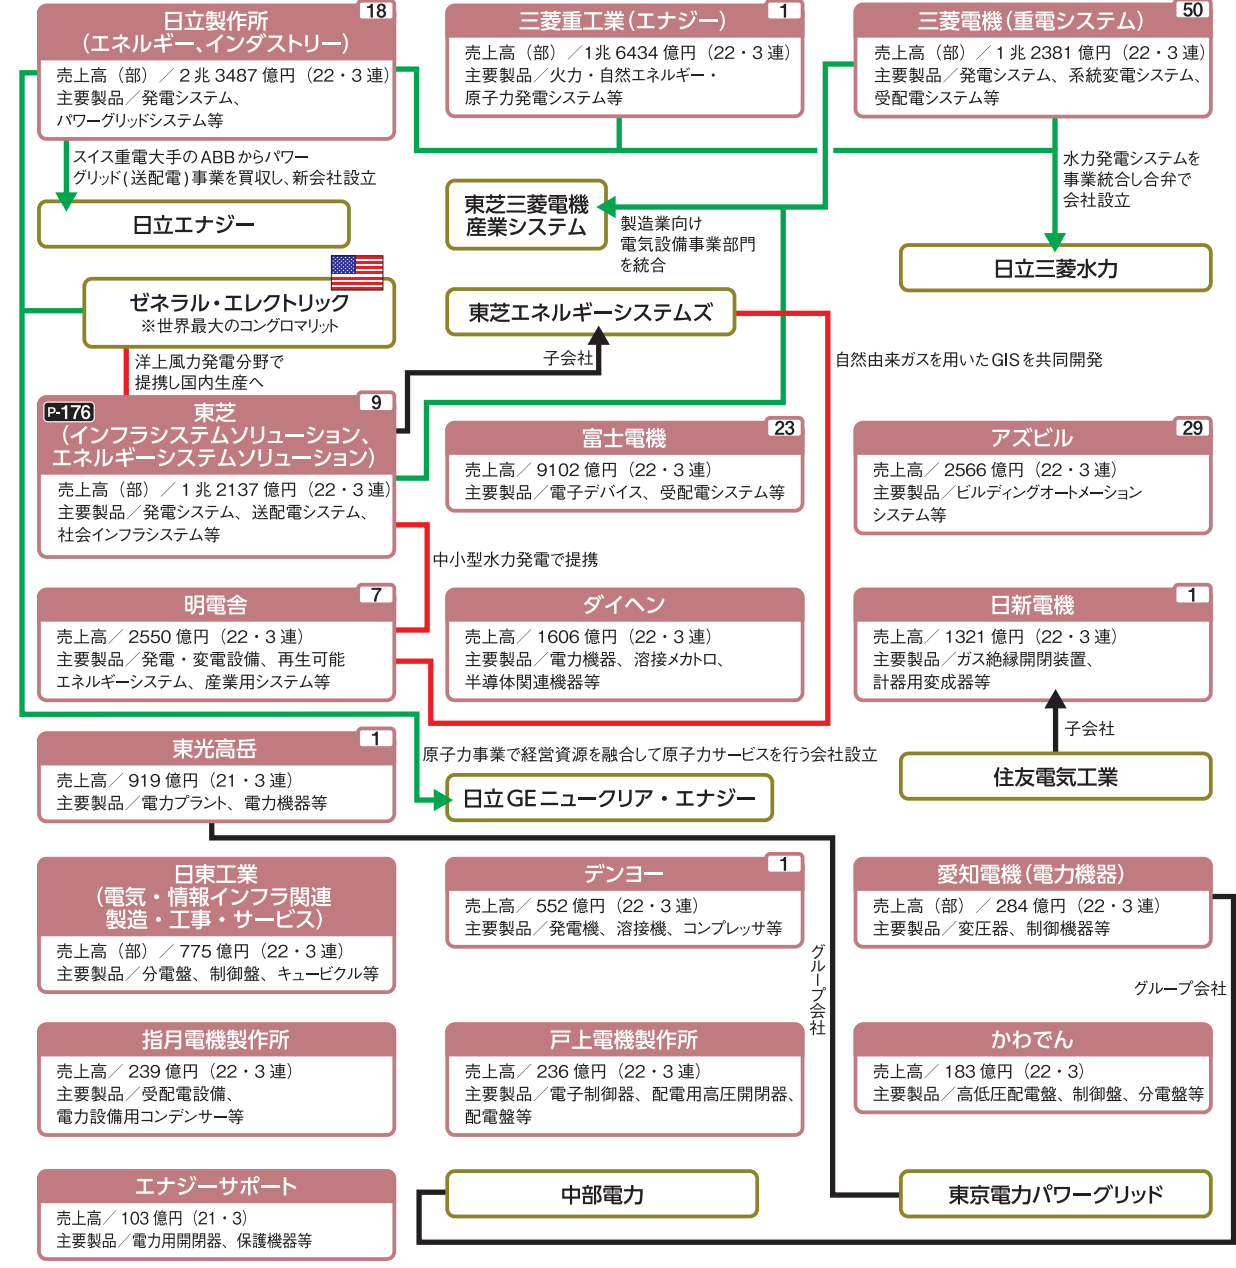 日立製作所
(エネルギー、インダストリー)
18
売上高(部)/2兆3487億円(22・3連)
主要製品/発電システム、
パワーグリッドシステム等
三菱重工業(エナジー)
1
売上高(部)/1兆6434億円(22・3連)
主要製品/火力・自然エネルギー・
原子力発電システム等
三菱電機(重電システム)
50
売上高(部)/1兆2381億円(22・3連)
主要製品/発電システム、系統変電システム、
受配電システム等
スイス重電大手のABBからパワー
グリッド(送配電)事業を買収し、新会社設立
日立エナジー
東芝三菱電機
産業システム
製造業向け
電気設備事業部門
を統合
水力発電システムを
事業統合し合弁で
会社設立
日立三菱水力
ゼネラル・エレクトリック
※世界最大のコングロマリット
東芝エネルギーシステムズ
子会社
洋上風力発電分野で
提携し国内生産へ
自然由来ガスを用いたGISを共同開発
P-176
東芝
9
(インフラシステムソリューション、
エネルギーシステムソリューション)
売上高(部)/1兆2137億円(22・3連)
主要製品/発電システム、送配電システム、
社会インフラシステム等
富士電機
23
売上高/9102億円(22・3連)
主要製品/電子デバイス、受配電システム等
アズビル
29
売上高/2566億円(22・3連)
主要製品/ビルディングオートメーション
システム等
中小型水力発電で提携
明電舎
7
売上高/2550億円(22・3連)
主要製品/発電・変電設備、再生可能
エネルギーシステム、産業用システム等
ダイヘン
売上高/1606億円(22・3連)
主要製品/電力機器、溶接メカトロ、
半導体関連機器等
日新電機
1
売上高/1321億円(22・3連)
主要製品/ガス絶縁開閉装置、
計器用変成器等
子会社
住友電気工業
東光高岳
1
売上高/919億円(21・3連)
主要製品/電力プラント、電力機器等
原子力事業で経営資源を融合して原子力サービスを行う会社設立
日立GEニュークリア・エナジー
日東工業
(電気・情報インフラ関連
製造・工事・サービス)
売上高(部)/775億円(22・3連)
主要製品/分電盤、制御盤、キュービクル等
デンヨー
1
売上高/552億円(22・3連)
主要製品/発電機、溶接機、コンプレッサ等
愛知電機(電力機器)
売上高(部)/284億円(22・3連)
主要製品/変圧器、制御機器等
グループ会社
グループ会社
指月電機製作所
売上高/239億円(22・3連)
主要製品/受配電設備、
電力設備用コンデンサー等
戸上電機製作所
売上高/236億円(22・3連)
主要製品/電子制御器、配電用高圧開閉器、
配電盤等
かわでん
売上高/183億円(22・3)
主要製品/高低圧配電盤、制御盤、分電盤等
エナジーサポート
売上高/103億円(21・3)
主要製品/電力用開閉器、保護機器等
中部電力
東京電力パワーグリッド